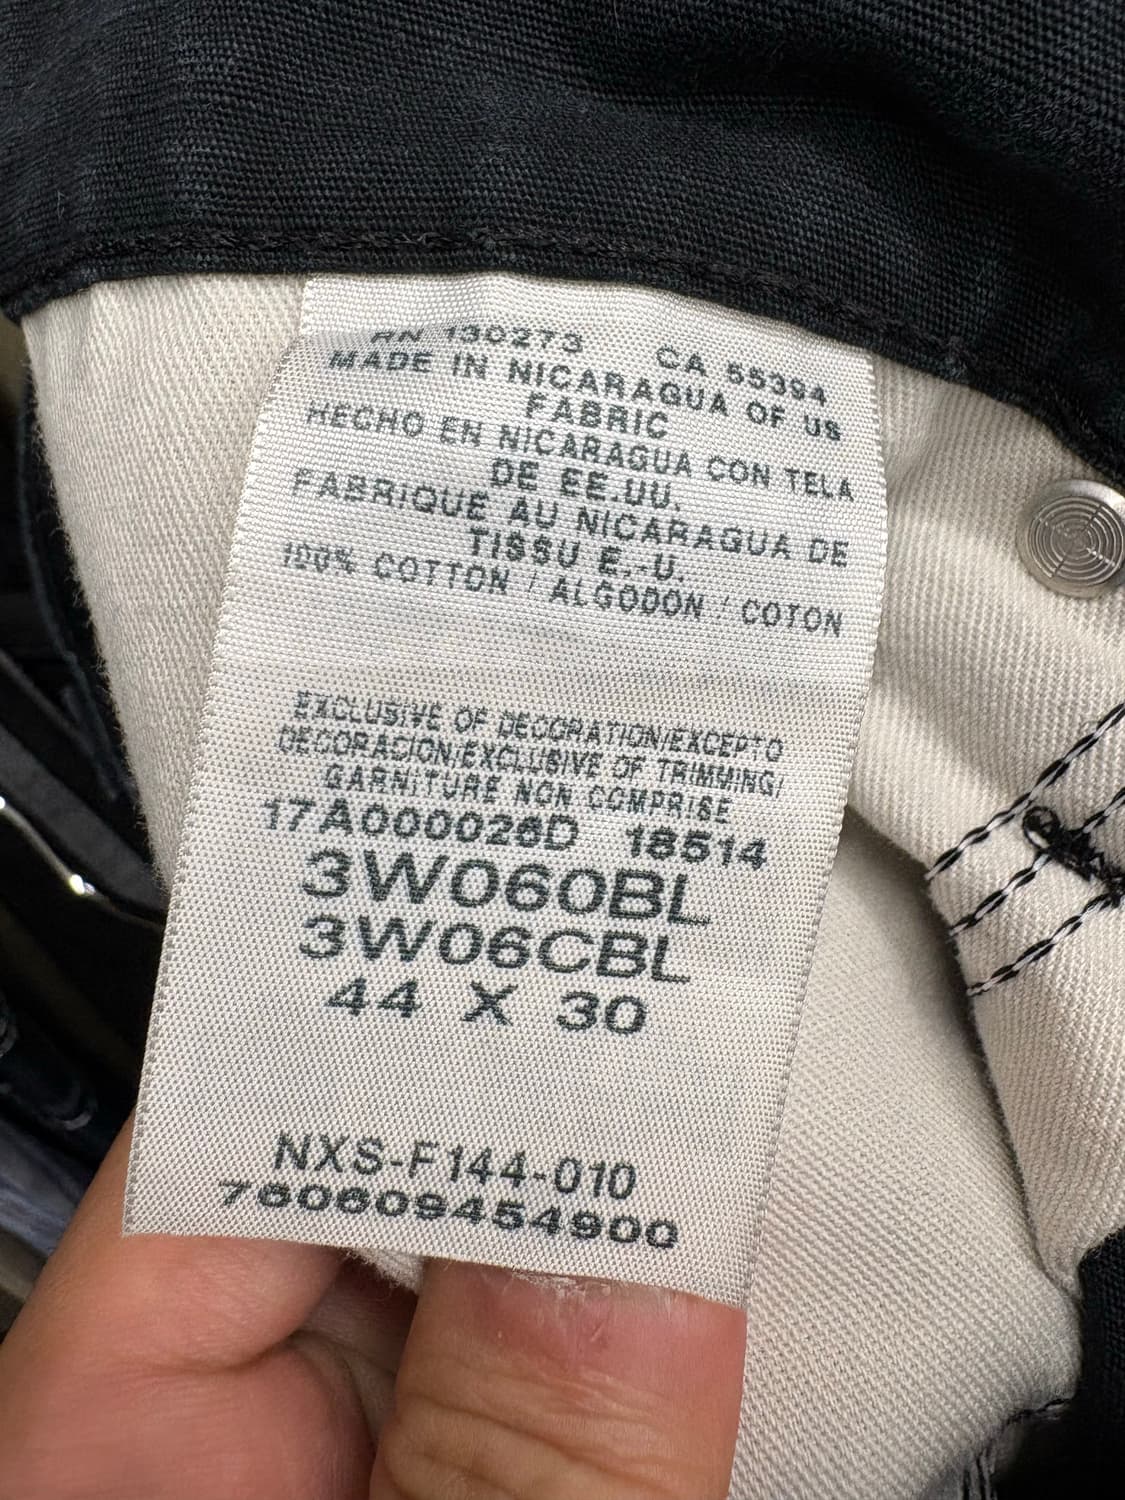 RN 130273 CA 55394
MADE IN NICARAGUA OF US
FABRIC
HECHO EN NICARAGUA CON TELA
DE EE.UU.
FABRIQUE AU NICARAGUA DE
TISSU E.-U.
100% COTTON / ALGODON / COTON
EXCLUSIVE OF DECORATION/EXCEPTO
DECORACION/EXCLUSIVE OF TRIMMING/
GARNITURE NON COMPRISE
17A000026D 18514
3W060BL
3W06CBL
44 X 30
NXS-F144-010
760609454900